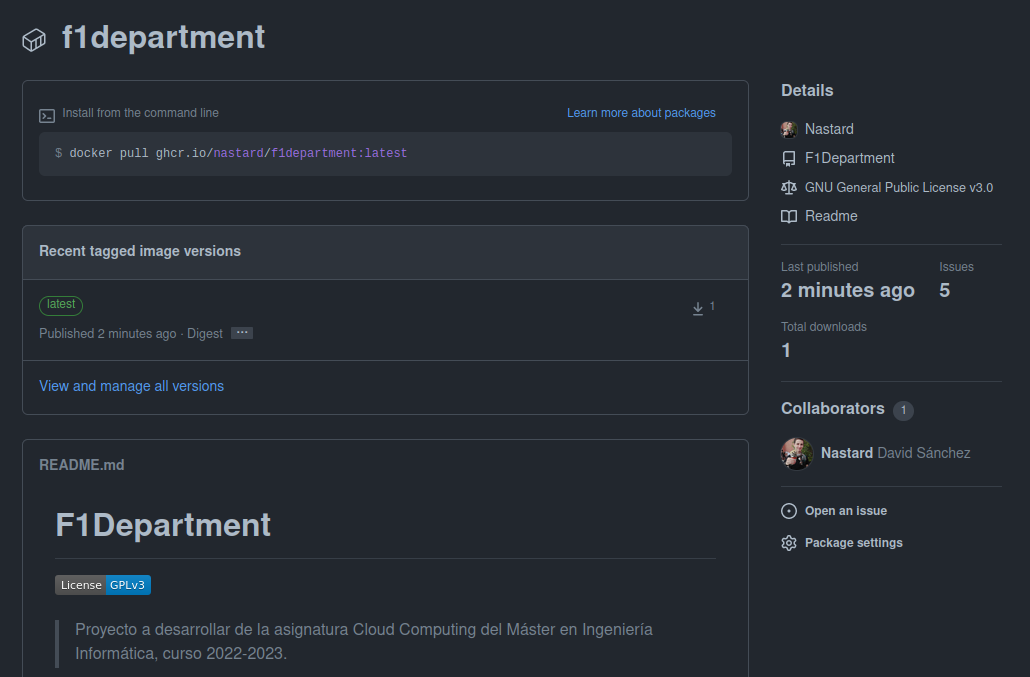 f1department
Install from the command line
Learn more about packages
$ docker pull ghcr.io/nastard/f1department:latest
Recent tagged image versions
latest
1
Published 2 minutes ago · Digest ···
View and manage all versions
README.md
F1Department
License GPLv3
Proyecto a desarrollar de la asignatura Cloud Computing del Máster en Ingeniería
Informática, curso 2022-2023.
Details
Nastard
F1Department
GNU General Public License v3.0
Readme
Last published
Issues
2 minutes ago
5
Total downloads
1
Collaborators 1
Nastard David Sánchez
Open an issue
Package settings